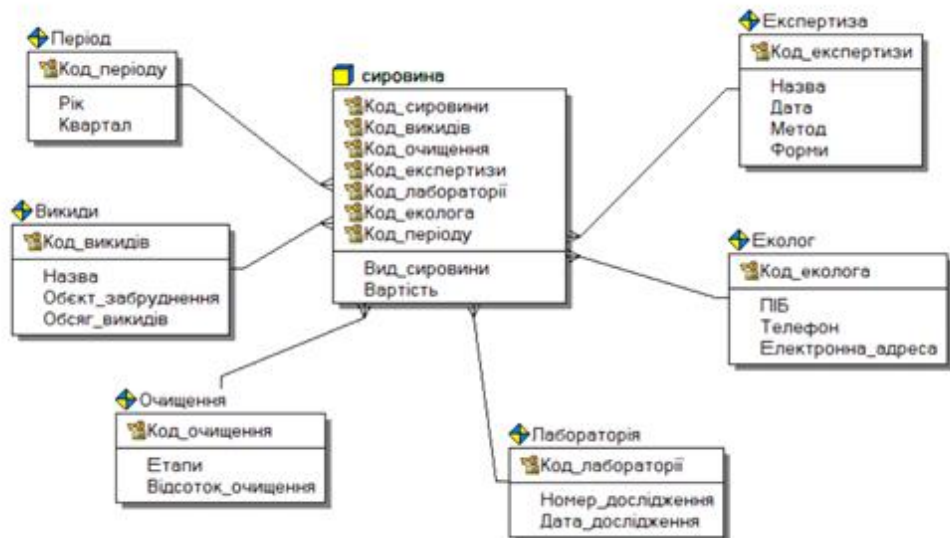 Період
Код_періоду
Рік
Квартал
Викиди
Код_викидів
Назва
Обєкт_забруднення
Обсяг_викидів
сировина
Код_сировини
Код_викидів
Код_очищення
Код_експертизи
Код_лабораторії
Код_еколога
Код_періоду
Вид_сировини
Вартість
Експертиза
Код_експертизи
Назва
Дата
Метод
Форми
Еколог
Код_еколога
ПІБ
Телефон
Електронна_адреса
Очищення
Код_очищення
Етапи
Відсоток_очищення
Лабораторія
Код_лабораторії
Номер_дослідження
Дата_дослідження